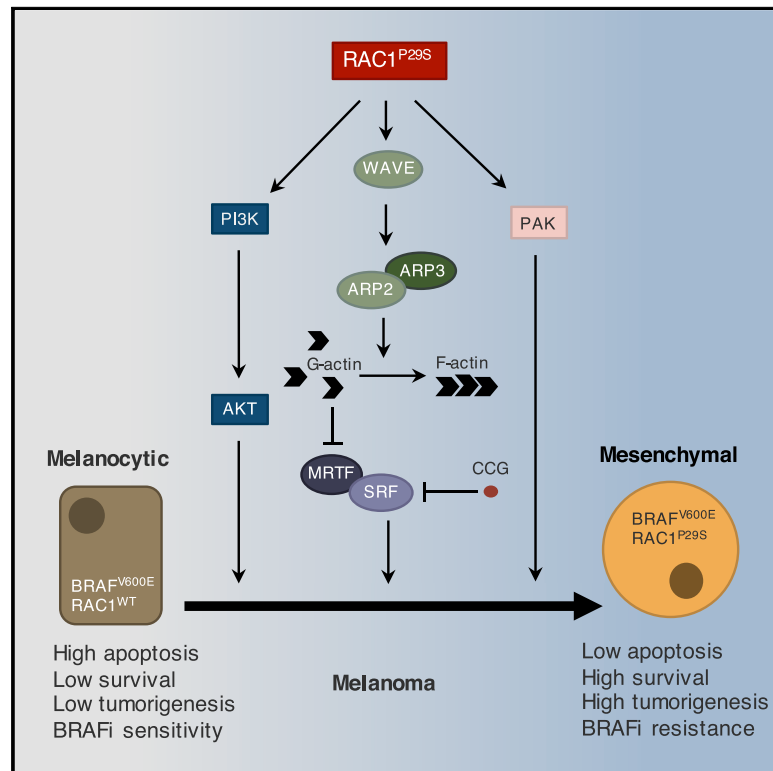 RAC1P29S
WAVE
PI3K
PAK
ARP3
ARP2
G-actin
F-actin
AKT
Melanocytic
MRTF
SRF
CCG
Mesenchymal
BRAFV600E
RAC1WT
BRAFV600E
RAC1P29S
High apoptosis
Low survival
Low tumorigenesis
BRAFi sensitivity
Melanoma
Low apoptosis
High survival
High tumorigenesis
BRAFi resistance